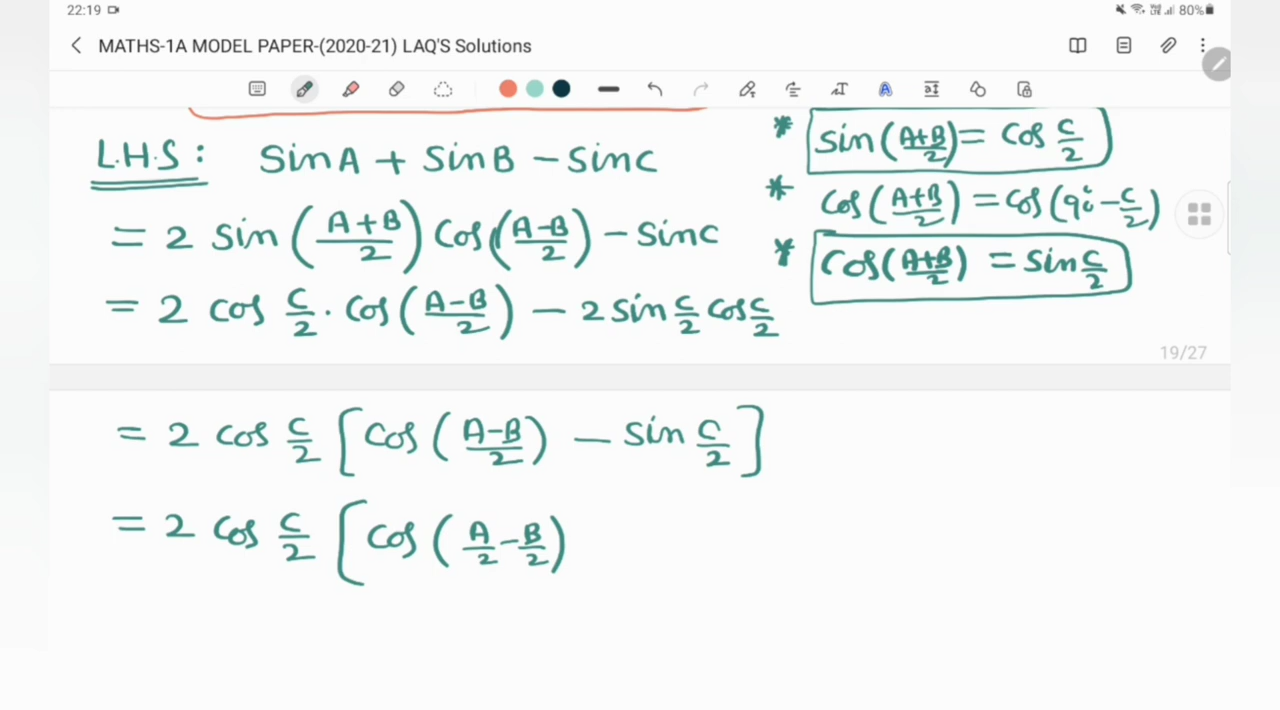 22:19 80%
MATHS-1A MODEL PAPER-(2020-21) LAQ'S Solutions
L.H.S : SinA + SinB - SinC
= 2 sin (A+B/2) Cos (A-B/2) - sinc
= 2 cos C/2 . Cos (A-B/2) - 2 sin C/2 cos C/2
* sin (A+B/2) = Cos C/2
* Cos (A+B/2) = Cos (90° - C/2)
* Cos (A+B/2) = sin C/2
19/27
= 2 cos C/2 [Cos (A-B/2) - sin C/2]
= 2 cos C/2 [Cos (A/2 - B/2)